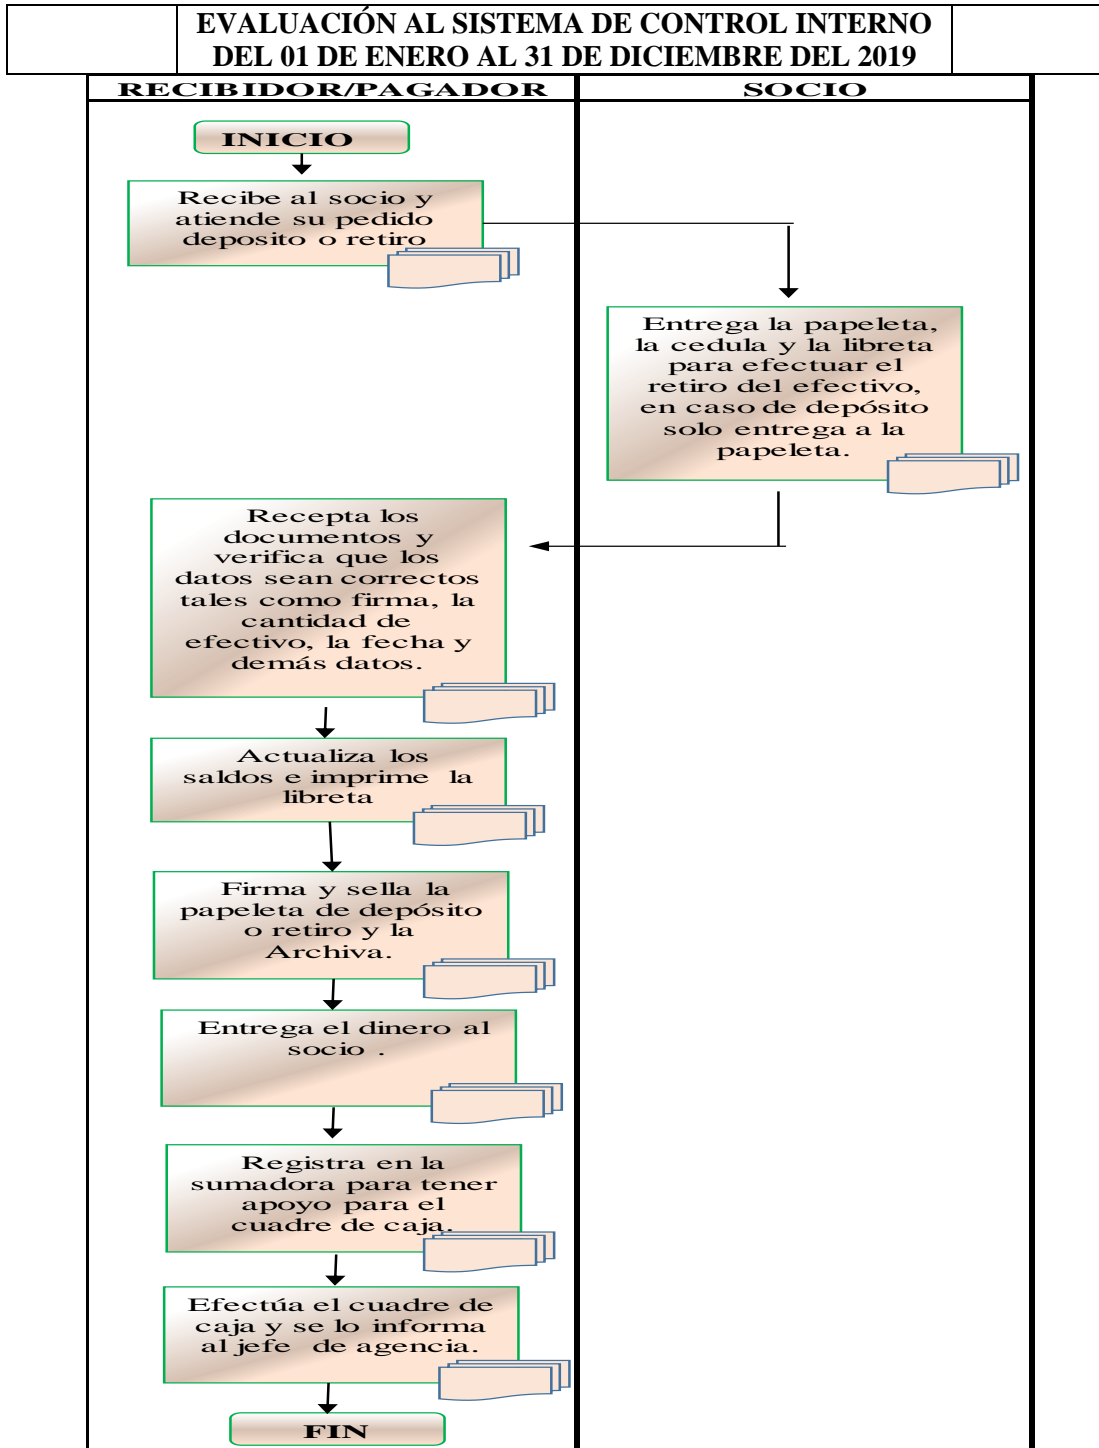 EVALUACIÓN AL SISTEMA DE CONTROL INTERNO
DEL 01 DE ENERO AL 31 DE DICIEMBRE DEL 2019
RECIBIDOR/PAGADOR
SOCIO
INICIO
Recibe al socio y
atiende su pedido
deposito o retiro
Entrega la papeleta,
la cedula y la libreta
para efectuar el
retiro del efectivo,
en caso de depósito
solo entrega a la
papeleta.
Recepta los
documentos y
verifica que los
datos sean correctos
tales como firma, la
cantidad de
efectivo, la fecha y
demás datos.
Actualiza los
saldos e imprime la
libreta
Firma y sella la
papeleta de depósito
o retiro y la
Archiva.
Entrega el dinero al
socio .
Registra en la
sumadora para tener
apoyo para el
cuadre de caja.
Efectúa el cuadre de
caja y se lo informa
al jefe de agencia.
FIN